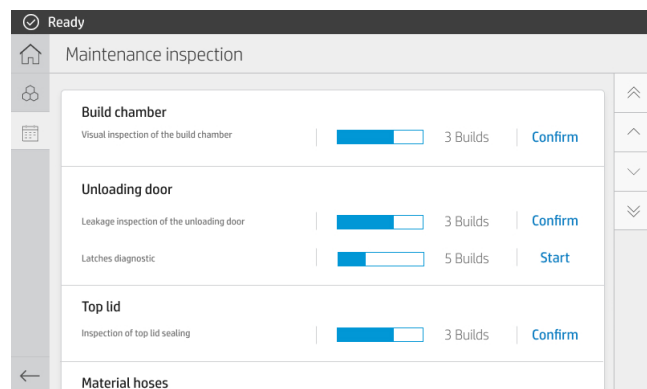 Ready
Maintenance inspection
Build chamber
Visual inspection of the build chamber 3 Builds Confirm
Unloading door
Leakage inspection of the unloading door 3 Builds Confirm
Latches diagnostic 5 Builds Start
Top lid
Inspection of top lid sealing 3 Builds Confirm
Material hoses